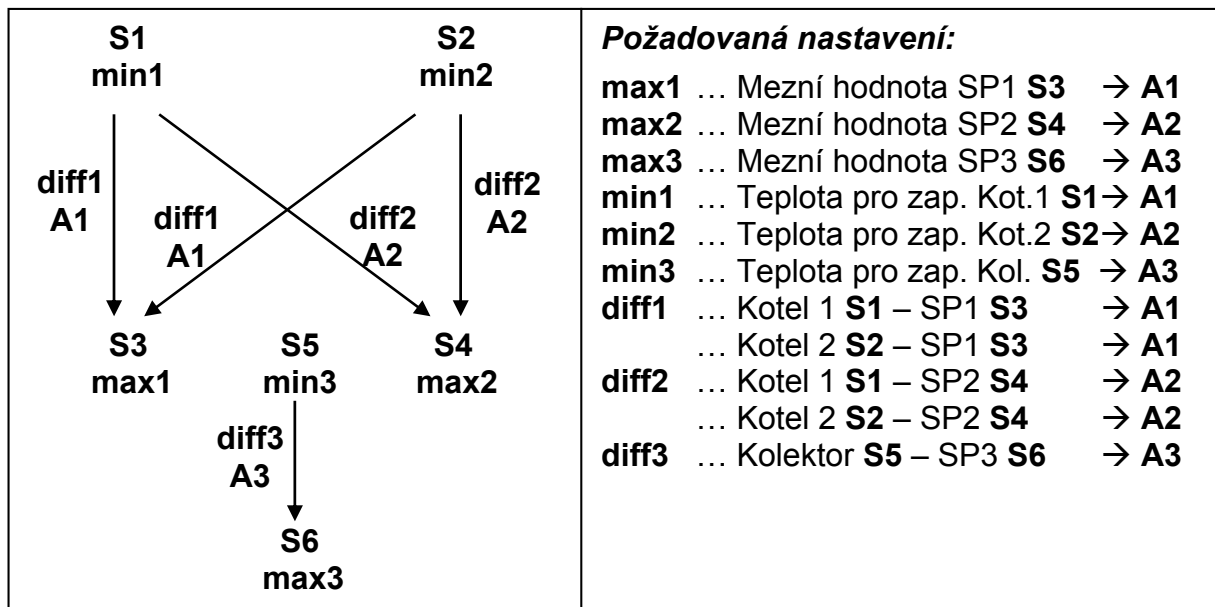 S1 S2
min1 min2
diff1 diff2
A1 A2
diff1 diff2
A1 A2
S3 S5 S4
max1 min3 max2
diff3
A3
S6
max3
Požadovaná nastavení:
max1 … Mezní hodnota SP1 S3 → A1
max2 … Mezní hodnota SP2 S4 → A2
max3 … Mezní hodnota SP3 S6 → A3
min1 … Teplota pro zap. Kot.1 S1→ A1
min2 … Teplota pro zap. Kot.2 S2→ A2
min3 … Teplota pro zap. Kol. S5 → A3
diff1 … Kotel 1 S1 – SP1 S3 → A1
… Kotel 2 S2 – SP1 S3 → A1
diff2 … Kotel 1 S1 – SP2 S4 → A2
… Kotel 2 S2 – SP2 S4 → A2
diff3 … Kolektor S5 – SP3 S6 → A3